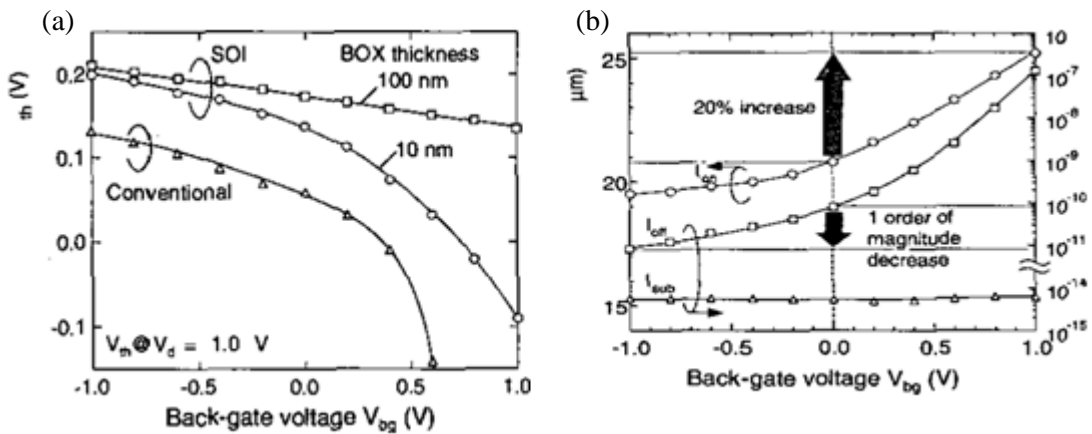 (a)
SOI
BOX thickness
100 nm
10 nm
Conventional
V_th@V_d = 1.0 V
0.2
0.1
0.0
-0.1
th (V)
-1.0 -0.5 0.0 0.5 1.0
Back-gate voltage V_bg (V)
(b)
25
20
15
μm
20% increase
I_off
1 order of
magnitude
decrease
I_sub
10^-3
10^-7
10^-8
10^-9
10^-10
10^-11
10^-14
10^-15
-1.0 -0.5 0.0 0.5 1.0
Back-gate voltage V_bg (V)